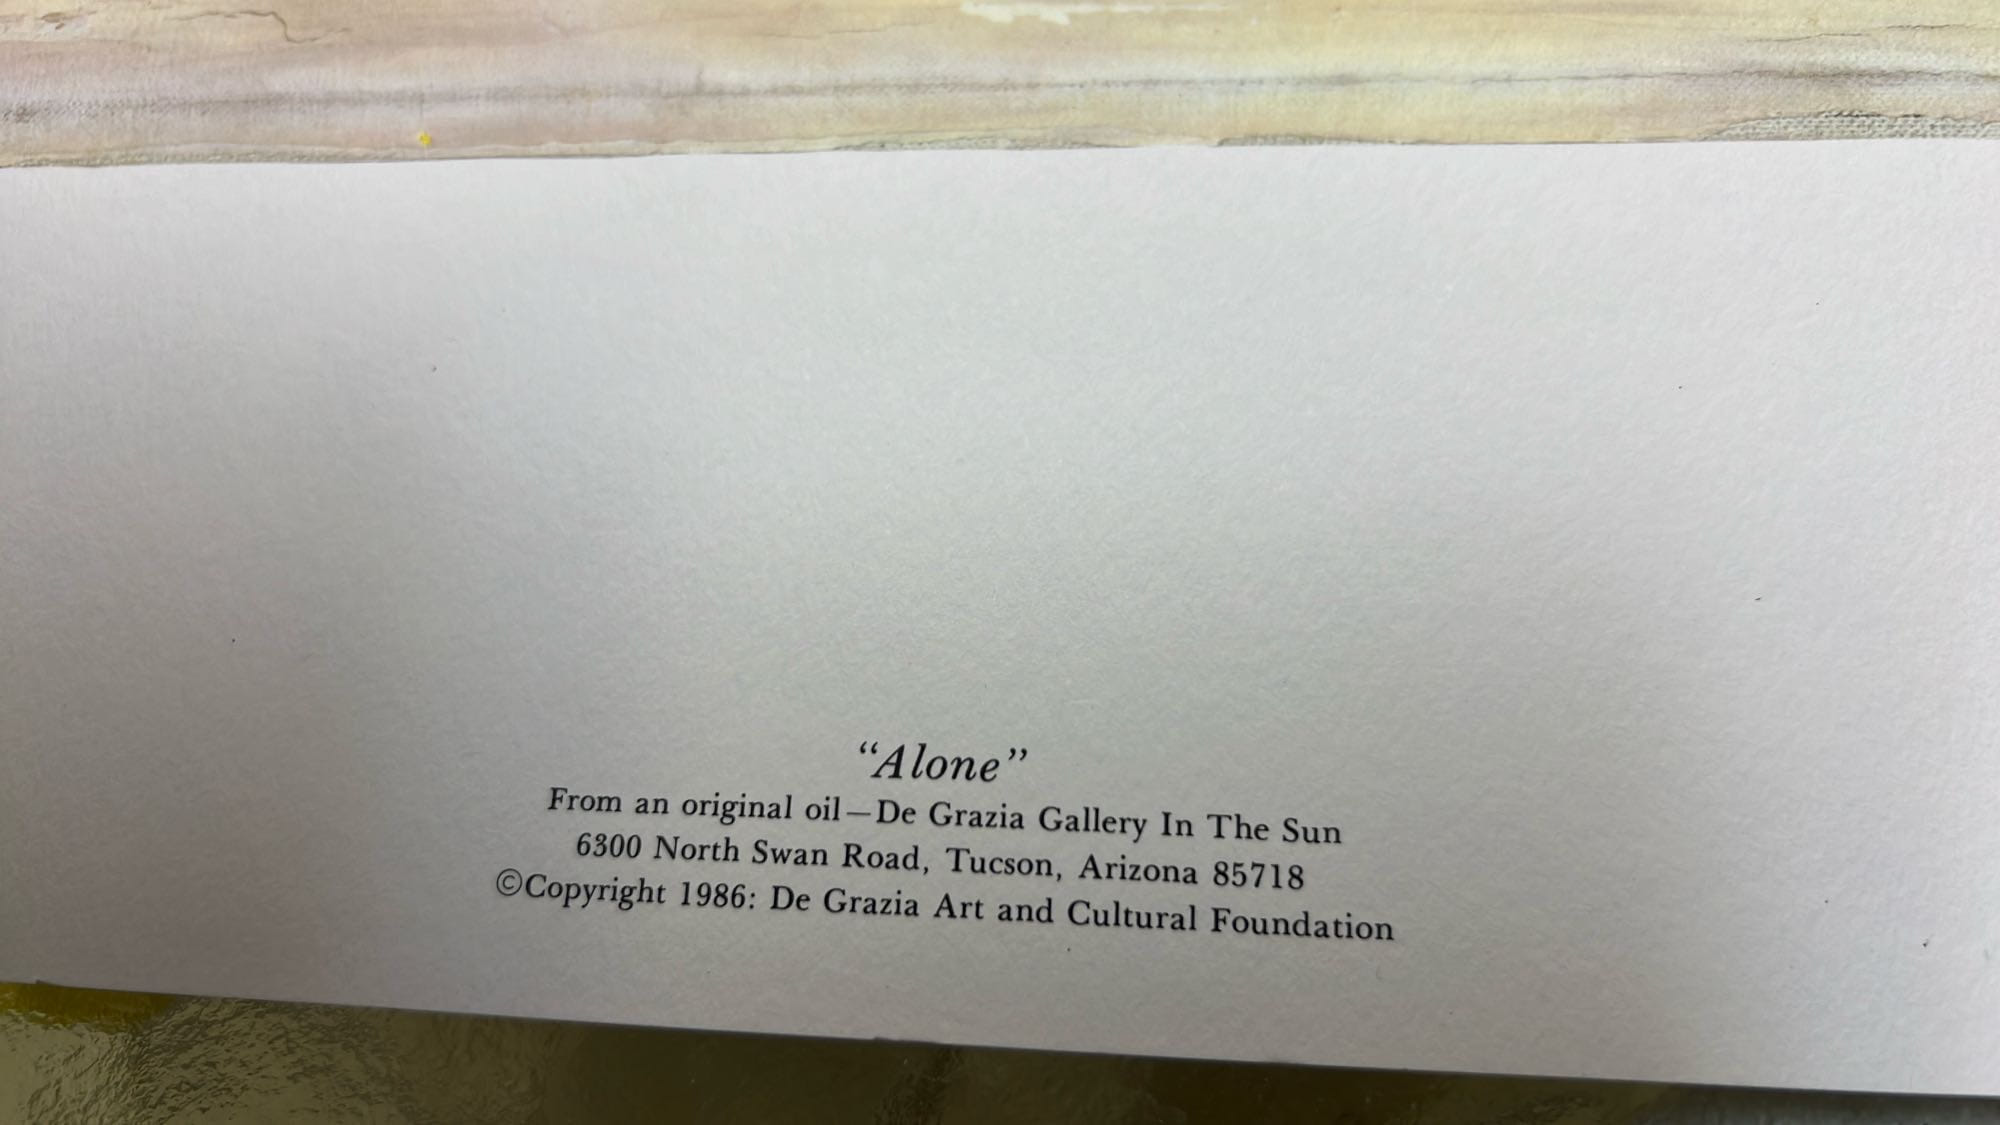 “Alone”
From an original oil—De Grazia Gallery In The Sun
6300 North Swan Road, Tucson, Arizona 85718
©Copyright 1986: De Grazia Art and Cultural Foundation